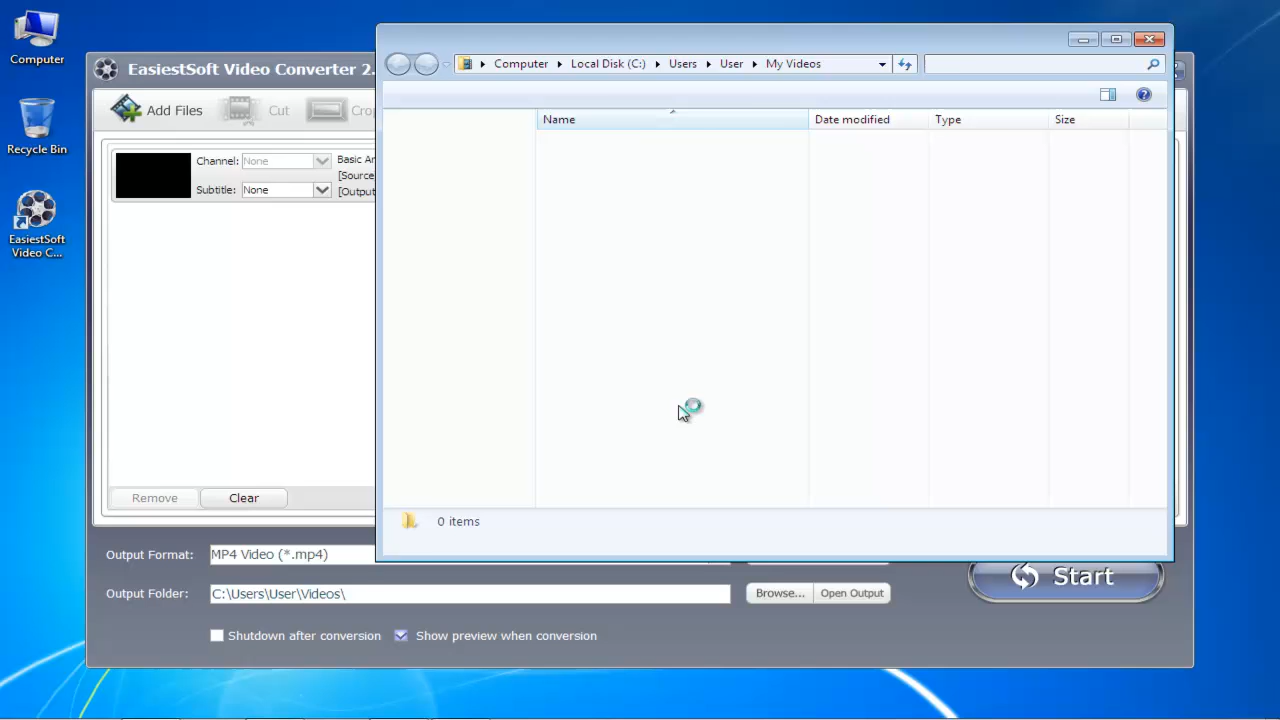 Computer
Recycle Bin
EasiestSoft
Video C...
EasiestSoft Video Converter 2.
Add Files
Cut
Channel: None
Subtitle: None
Basic
[Source
[Output
Remove
Clear
Computer
Local Disk (C:)
Users
User
My Videos
Name
Date modified
Type
Size
0 items
Output Format: MP4 Video (*.mp4)
Output Folder: C:\Users\User\Videos\
Browse...
Open Output
Start
Shutdown after conversion
Show preview when conversion